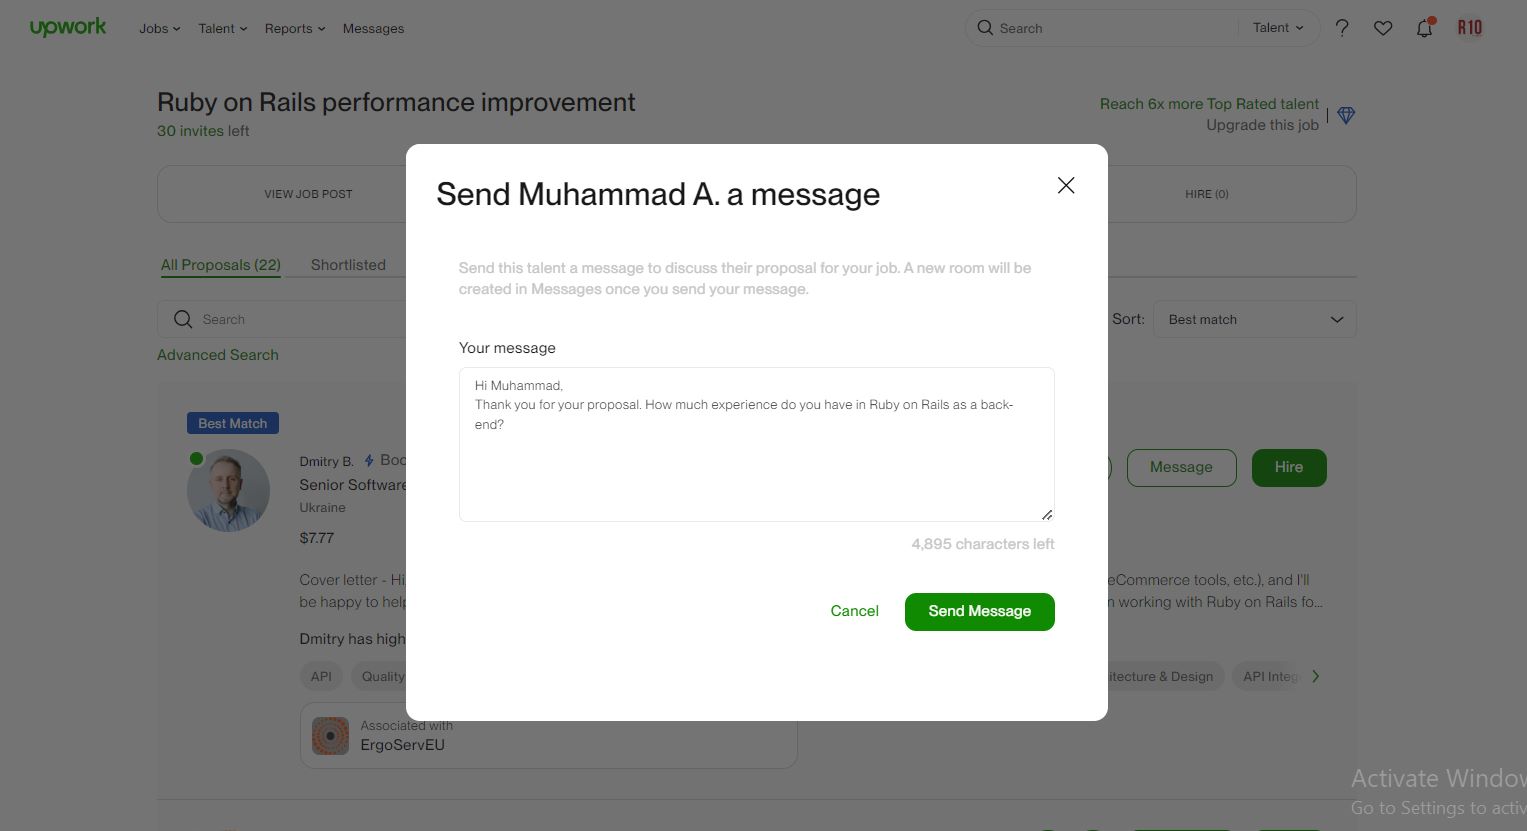 upwork
Jobs Talent Reports Messages
Search
Talent
R10
Ruby on Rails performance improvement
30 invites left
Reach 6x more Top Rated talent
Upgrade this job
VIEW JOB POST
HIRE (0)
All Proposals (22) Shortlisted
Search
Sort: Best match
Advanced Search
Send Muhammad A. a message
Send this talent a message to discuss their proposal for your job. A new room will be
created in Messages once you send your message.
Your message
Hi Muhammad,
Thank you for your proposal. How much experience do you have in Ruby on Rails as a back-
end?
4,895 characters left
Cancel Send Message
Best Match
Dmitry B. Boo
Senior Software
Ukraine
$7.77
Message Hire
Cover letter - Hi
eCommerce tools, etc.), and I'll
be happy to help
n working with Ruby on Rails fo...
Dmitry has high
API Quality
itecture & Design API Integ
Associated with
ErgoServEU
Activate Window
Go to Settings to activ